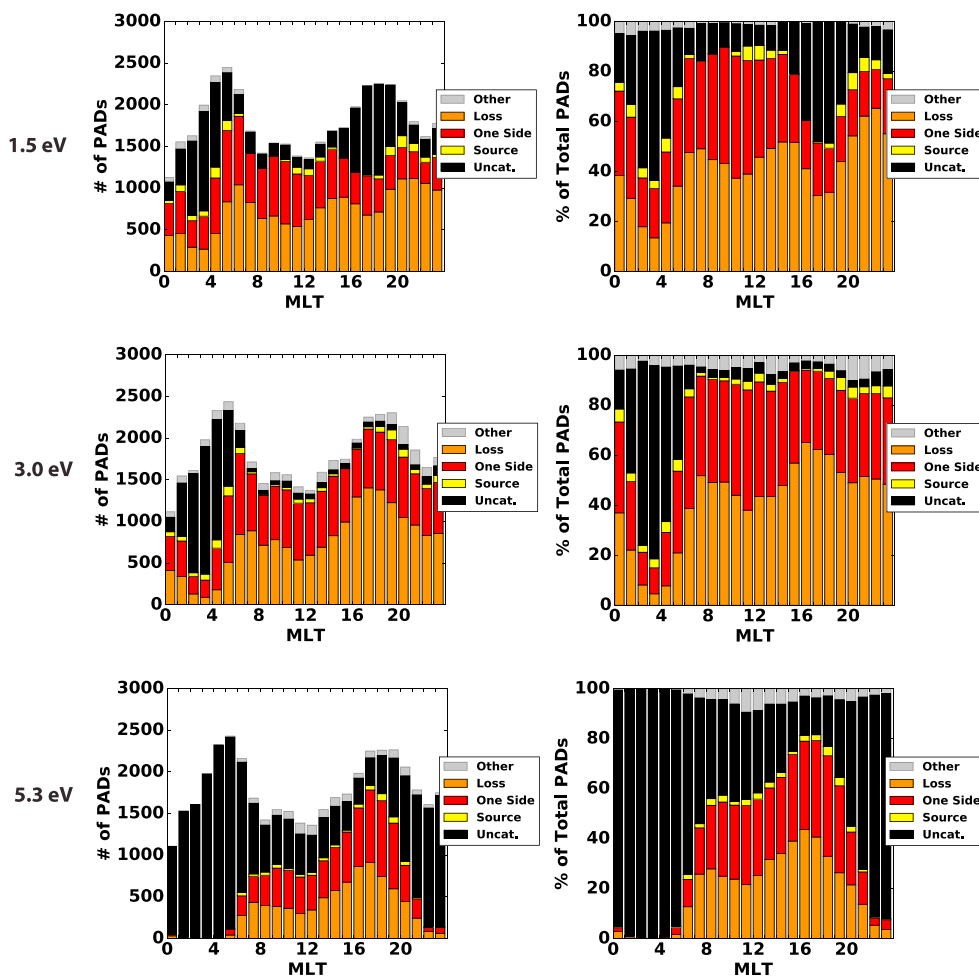 1.5 eV
# of PADs
3000
2500
2000
1500
1000
500
0
0 4 8 12 16 20
MLT
Other
Loss
One Side
Source
Uncat.
% of Total PADs
100
80
60
40
20
0
0 4 8 12 16 20
MLT
Other
Loss
One Side
Source
Uncat.
3.0 eV
# of PADs
3000
2500
2000
1500
1000
500
0
0 4 8 12 16 20
MLT
Other
Loss
One Side
Source
Uncat.
% of Total PADs
100
80
60
40
20
0
0 4 8 12 16 20
MLT
Other
Loss
One Side
Source
Uncat.
5.3 eV
# of PADs
3000
2500
2000
1500
1000
500
0
0 4 8 12 16 20
MLT
Other
Loss
One Side
Source
Uncat.
% of Total PADs
100
80
60
40
20
0
0 4 8 12 16 20
MLT
Other
Loss
One Side
Source
Uncat.